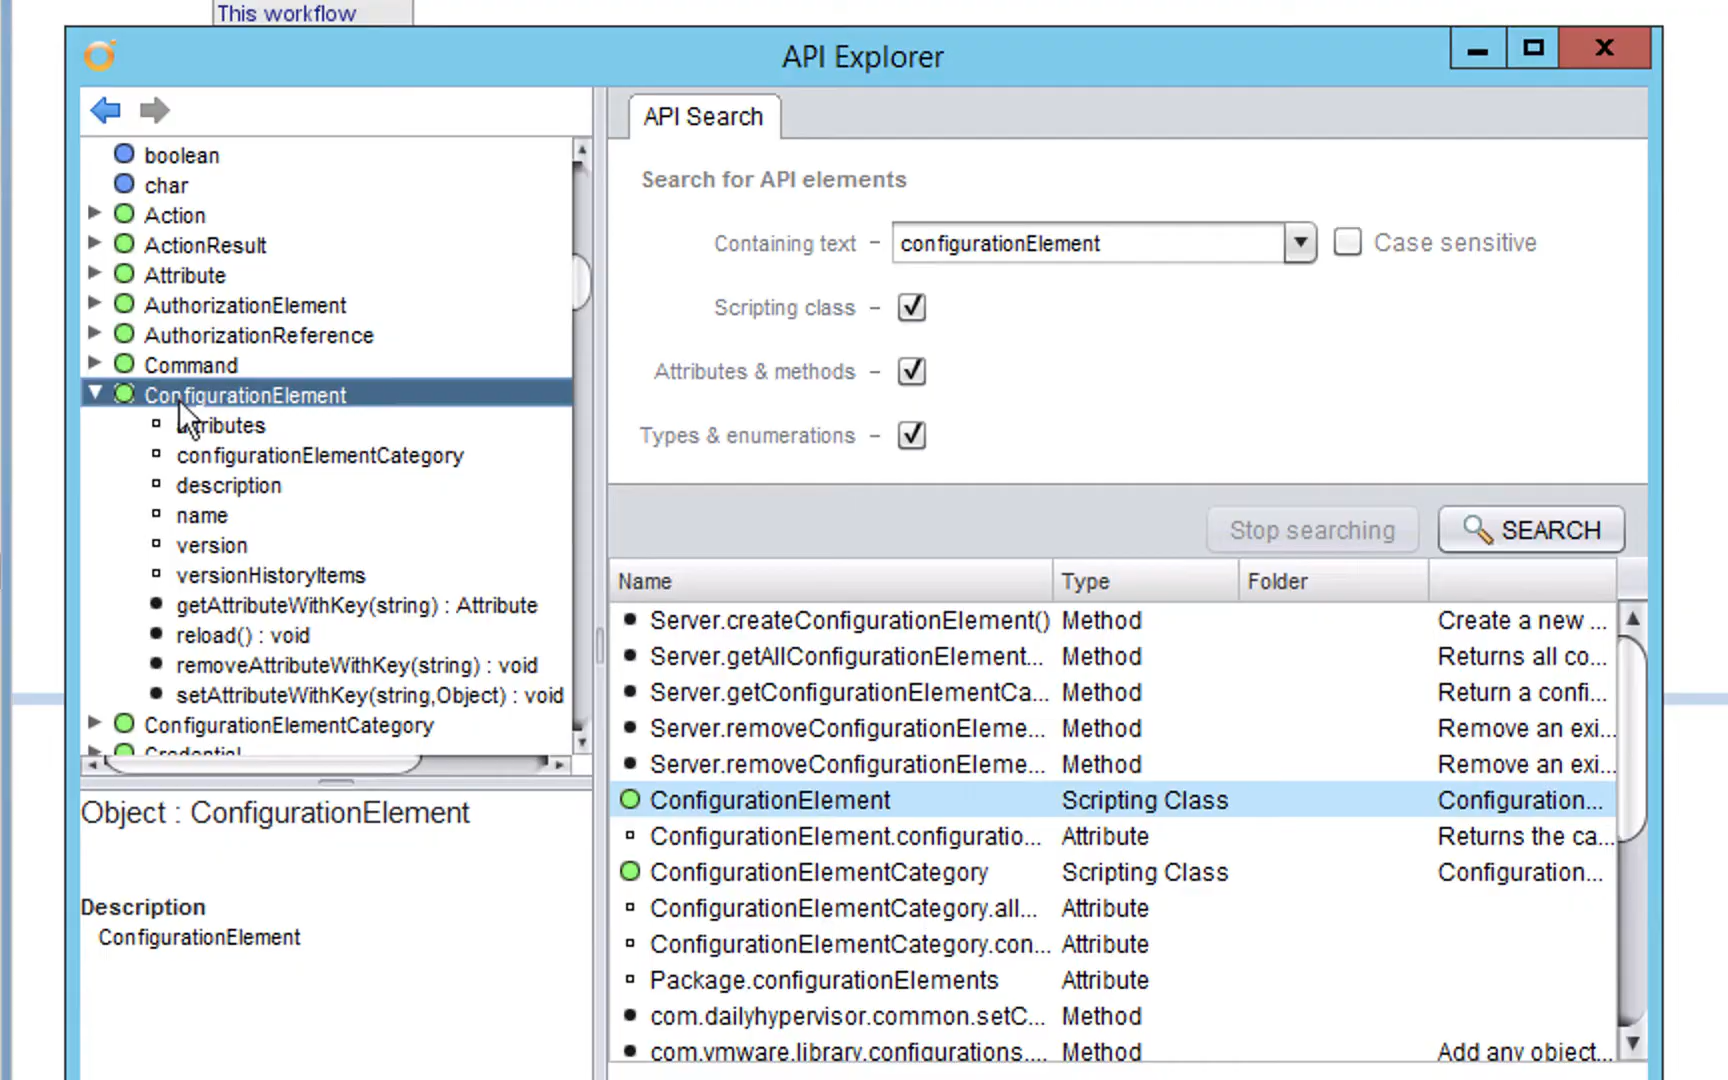 This workflow
API Explorer
boolean
char
Action
ActionResult
Attribute
AuthorizationElement
AuthorizationReference
Command
ConfigurationElement
attributes
configurationElementCategory
description
name
version
versionHistoryItems
getAttributeWithKey(string) : Attribute
reload() : void
removeAttributeWithKey(string) : void
setAttributeWithKey(string,Object) : void
ConfigurationElementCategory
Credential
Object : ConfigurationElement
Description
ConfigurationElement
API Search
Search for API elements
Containing text - configurationElement Case sensitive
Scripting class -
Attributes & methods -
Types & enumerations -
Stop searching SEARCH
Name Type Folder
Server.createConfigurationElement() Method Create a new ...
Server.getAllConfigurationElement... Method Returns all co...
Server.getConfigurationElementCa... Method Return a confi...
Server.removeConfigurationEleme... Method Remove an exi...
Server.removeConfigurationEleme... Method Remove an exi...
ConfigurationElement Scripting Class Configuration...
ConfigurationElement.configuratio... Attribute Returns the ca...
ConfigurationElementCategory Scripting Class Configuration...
ConfigurationElementCategory.all... Attribute
ConfigurationElementCategory.con... Attribute
Package.configurationElements Attribute
com.dailyhypervisor.common.setC... Method
com.vmware.library.configurations.... Method Add any object...